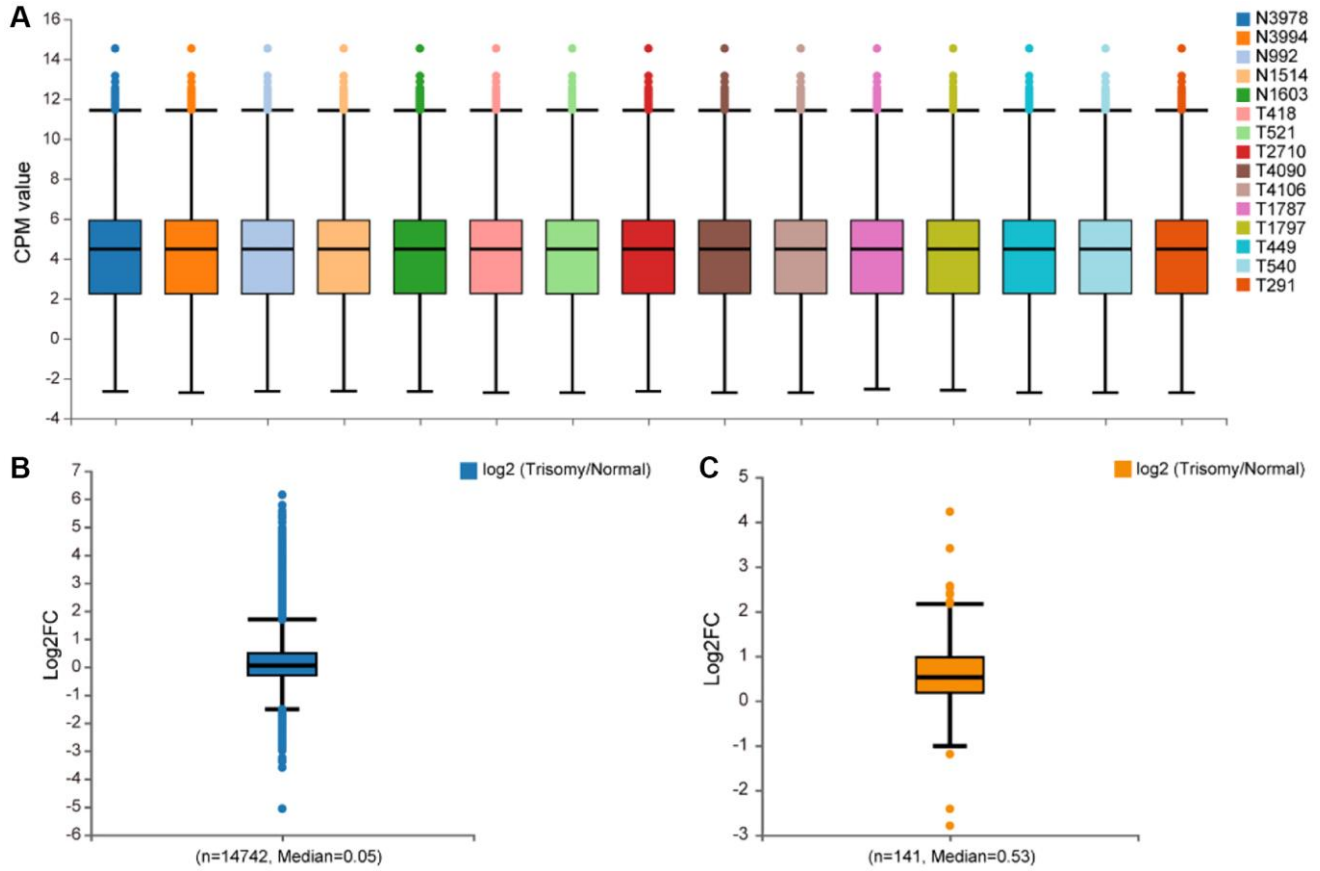 A
16
14
12
10
8
6
4
2
0
-2
-4
CPM value
N3978
N3994
N992
N1514
N1603
T418
T521
T2710
T4090
T4106
T1787
T1797
T449
T540
T291
B
7
6
5
4
3
2
1
0
-1
-2
-3
-4
-5
-6
Log2FC
log2 (Trisomy/Normal)
(n=14742, Median=0.05)
C
5
4
3
2
1
0
-1
-2
-3
Log2FC
log2 (Trisomy/Normal)
(n=141, Median=0.53)